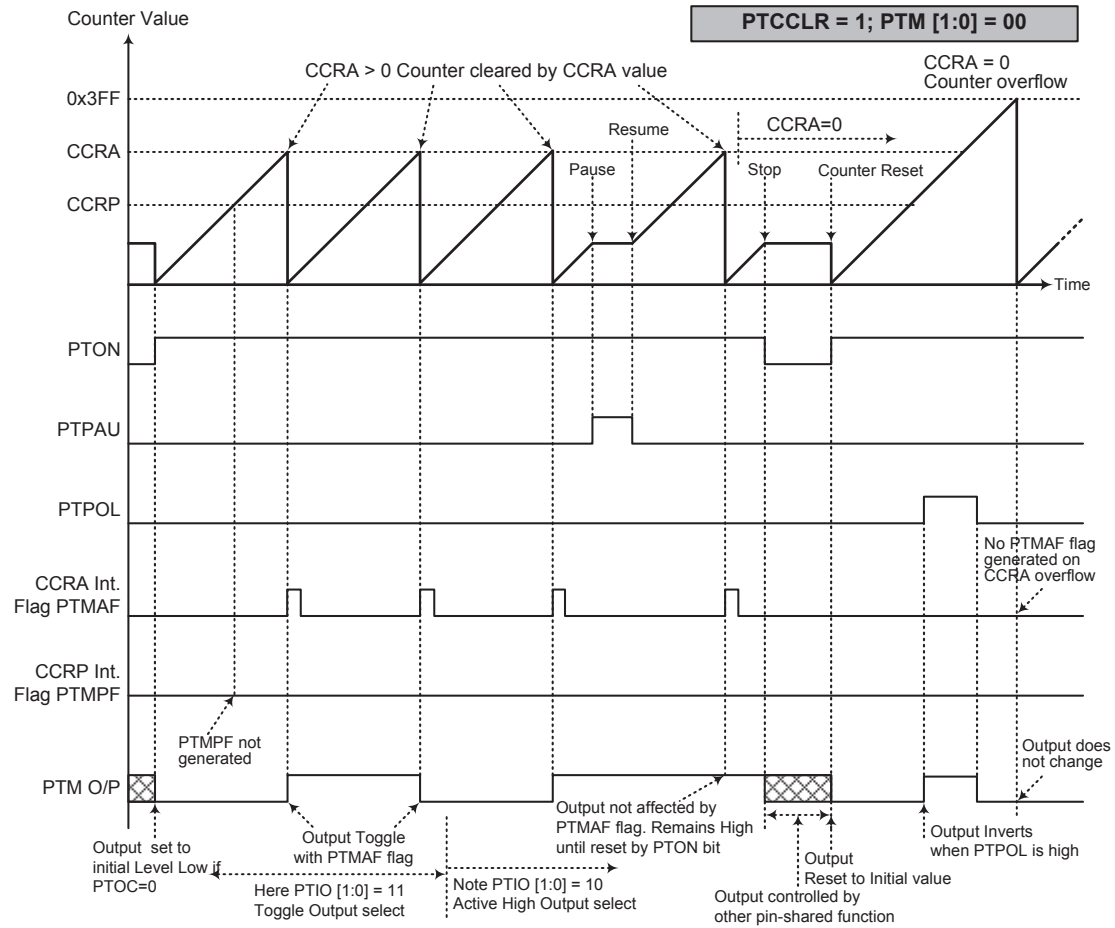 Counter Value
PTCCLR = 1; PTM [1:0] = 00
CCRA > 0 Counter cleared by CCRA value
CCRA = 0
Counter overflow
0x3FF
CCRA=0
Resume
CCRA
Pause
Stop
Counter Reset
CCRP
Time
PTON
PTPAU
PTPOL
No PTMAF flag
generated on
CCRA overflow
CCRA Int.
Flag PTMAF
CCRP Int.
Flag PTMPF
PTMPF not
generated
Output does
not change
PTM O/P
Output set to
initial Level Low if
PTOC=0
Output Toggle
with PTMAF flag
Here PTIO [1:0] = 11
Toggle Output select
Note PTIO [1:0] = 10
Active High Output select
Output not affected by
PTMAF flag. Remains High
until reset by PTON bit
Output
Reset to Initial value
Output controlled by
other pin-shared function
Output Inverts
when PTPOL is high